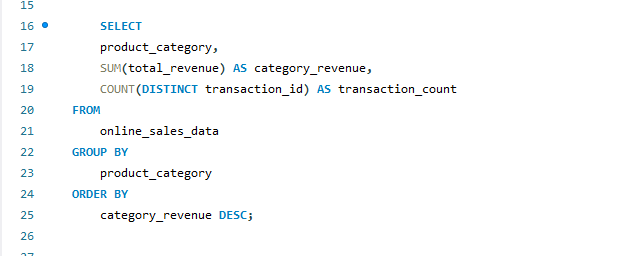 15
16 SELECT
17 product_category,
18 SUM(total_revenue) AS category_revenue,
19 COUNT(DISTINCT transaction_id) AS transaction_count
20 FROM
21 online_sales_data
22 GROUP BY
23 product_category
24 ORDER BY
25 category_revenue DESC;
26
27